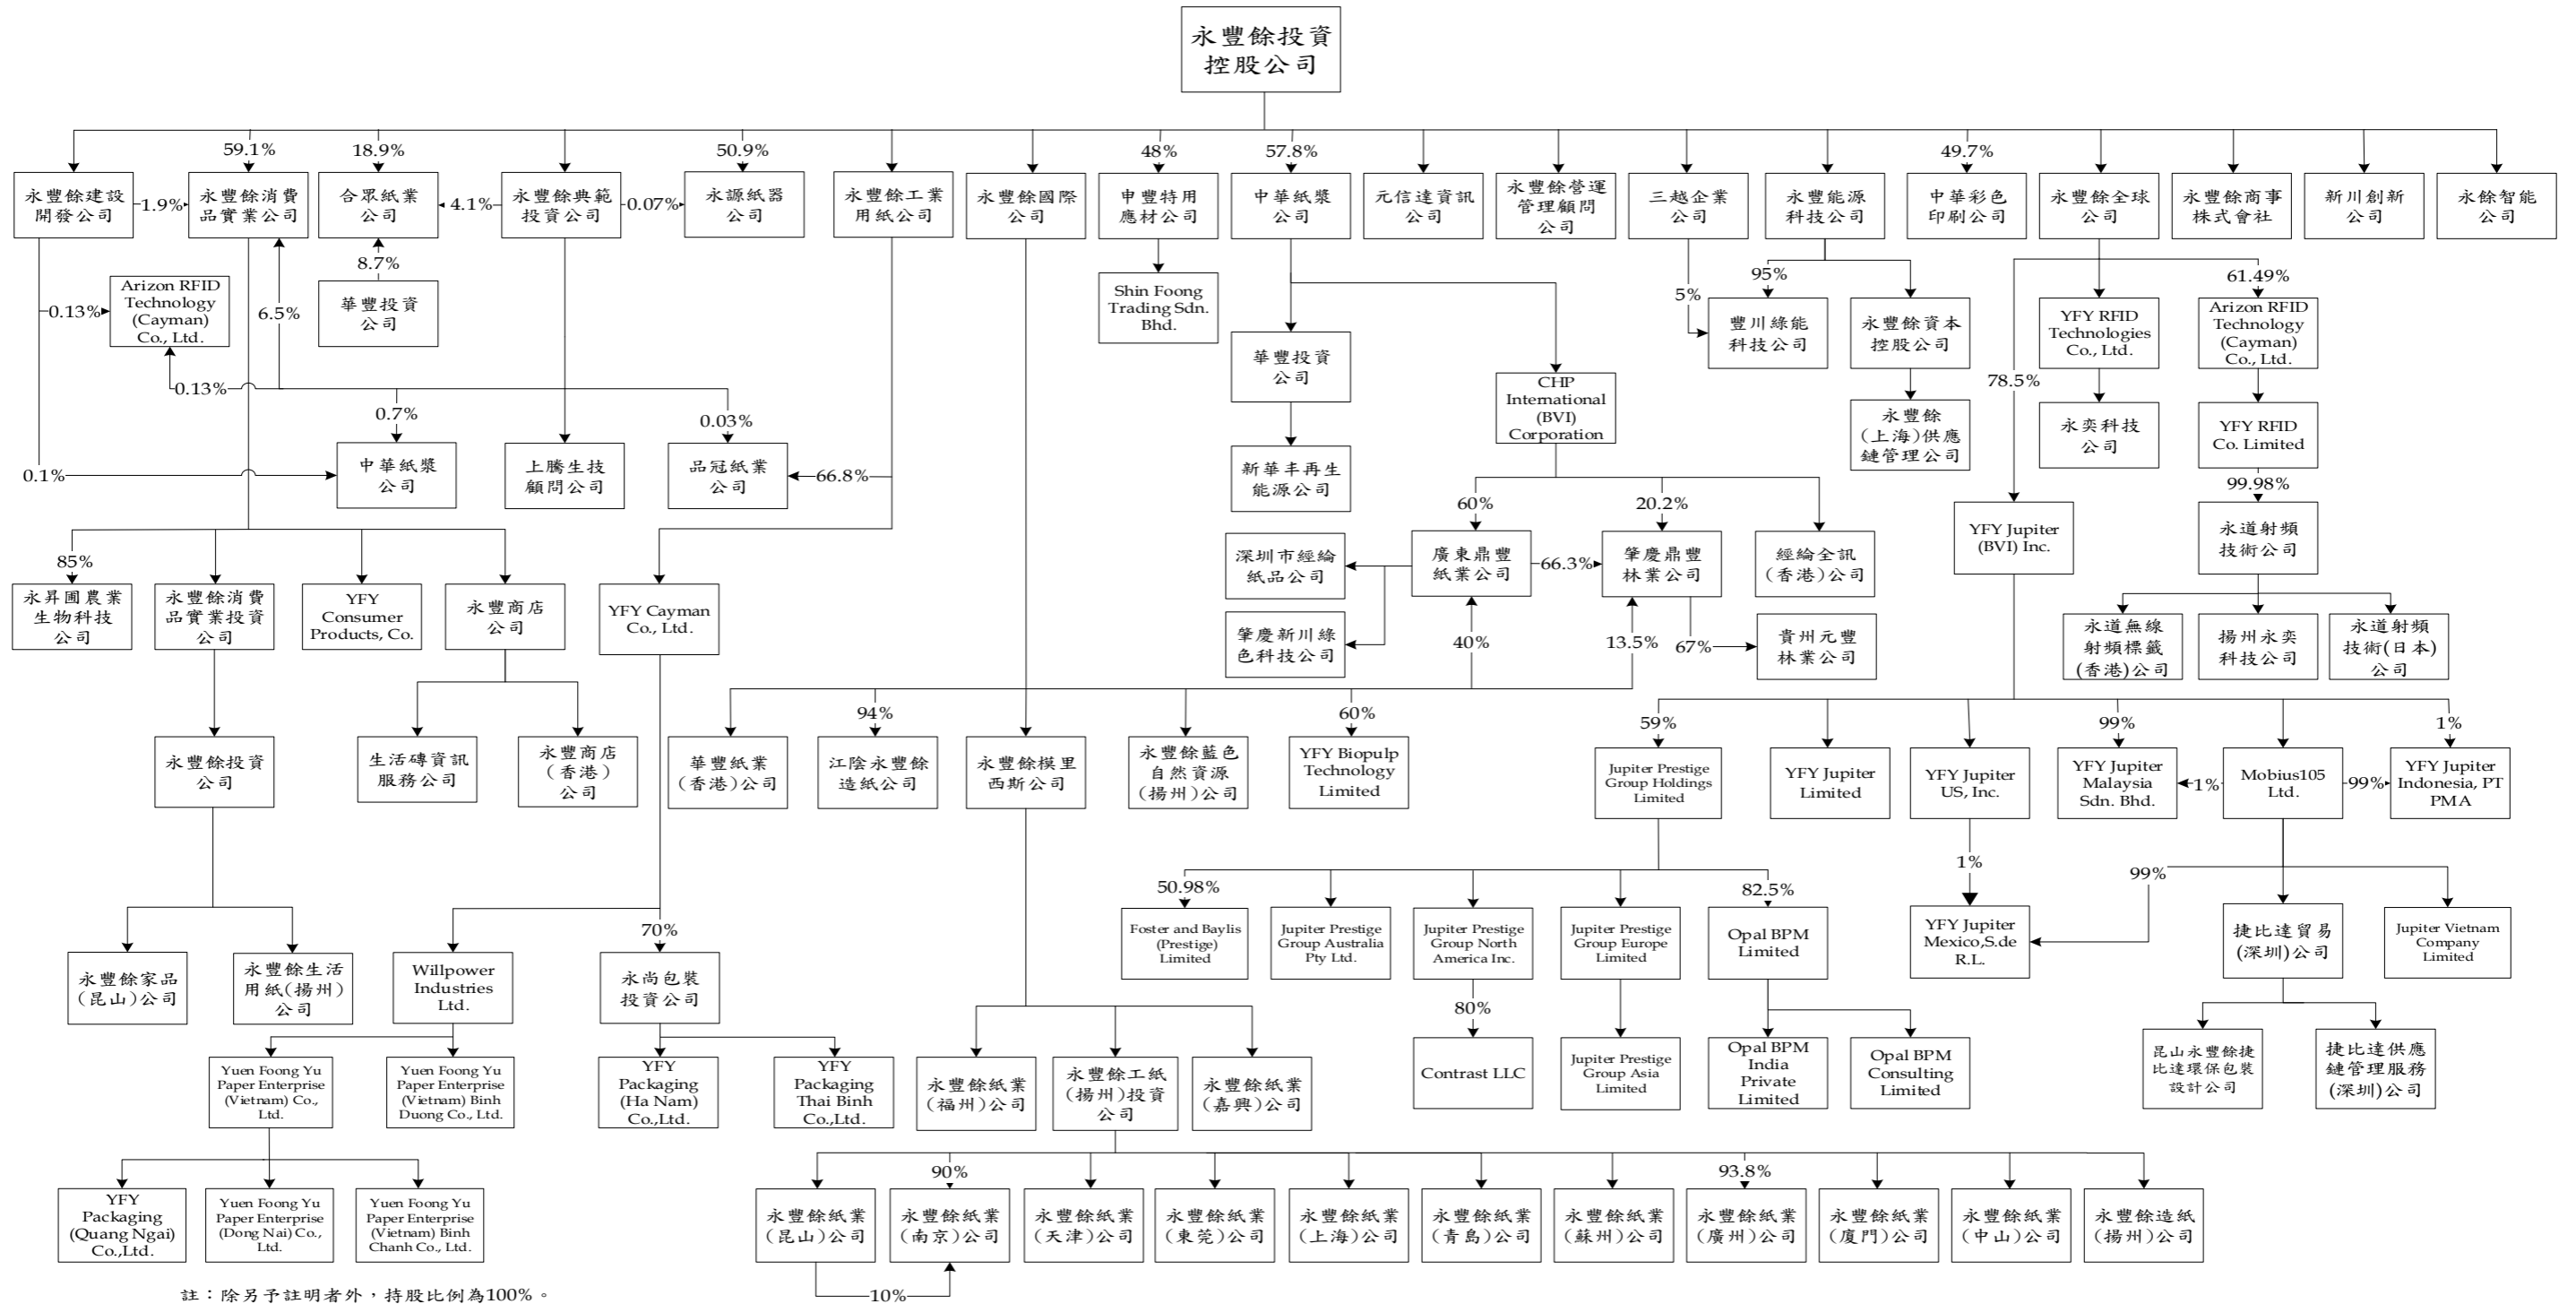 永豐餘投資
控股公司
59.1%
18.9%
50.9%
48%
57.8%
49.7%
永豐餘建設
開發公司
1.9%
永豐餘消費
品實業公司
合眾紙業
公司
4.1%
永豐餘典範
投資公司
0.07%
永源紙器
公司
永豐餘工業
用紙公司
永豐餘國際
公司
申豐特用
應材公司
中華紙漿
公司
元信達資訊
公司
永豐餘營運
管理顧問
公司
三越企業
公司
永豐能源
科技公司
中華彩色
印刷公司
永豐餘全球
公司
永豐餘商事
株式會社
新川創新
公司
永餘智能
公司
8.7%
華豐投資
公司
Arizon RFID
Technology
(Cayman)
Co., Ltd.
0.13%
6.5%
0.13%
Shin Foong
Trading Sdn.
Bhd.
95%
5%
豐川綠能
科技公司
永豐餘資本
控股公司
YFY RFID
Technologies
Co., Ltd.
61.49%
Arizon RFID
Technology
(Cayman)
Co., Ltd.
華豐投資
公司
CHP
International
(BVI)
Corporation
78.5%
0.7%
0.03%
永豐餘
(上海)供應
鏈管理公司
永奕科技
公司
YFY RFID
Co. Limited
0.1%
中華紙漿
公司
上騰生技
顧問公司
品冠紙業
公司
66.8%
新華丰再生
能源公司
99.98%
60%
20.2%
YFY Jupiter
(BVI) Inc.
永道射頻
技術公司
85%
永昇圃農業
生物科技
公司
永豐餘消費
品實業投資
公司
YFY
Consumer
Products, Co.
永豐商店
公司
YFY Cayman
Co., Ltd.
深圳市經綸
紙品公司
廣東鼎豐
紙業公司
66.3%
肇慶鼎豐
林業公司
經綸全訊
(香港)公司
肇慶新川綠
色科技公司
40%
13.5%
67%
貴州元豐
林業公司
永道無線
射頻標籤
(香港)公司
揚州永奕
科技公司
永道射頻
技術(日本)
公司
94%
60%
59%
99%
1%
永豐餘投資
公司
生活磚資訊
服務公司
永豐商店
(香港)
公司
華豐紙業
(香港)公司
江陰永豐餘
造紙公司
永豐餘模里
西斯公司
永豐餘藍色
自然資源
(揚州)公司
YFY Biopulp
Technology
Limited
Jupiter Prestige
Group Holdings
Limited
YFY Jupiter
Limited
YFY Jupiter
US, Inc.
YFY Jupiter
Malaysia
Sdn. Bhd.
1%
Mobius105
Ltd.
99%
YFY Jupiter
Indonesia, PT
PMA
50.98%
82.5%
1%
99%
70%
Foster and Baylis
(Prestige)
Limited
Jupiter Prestige
Group Australia
Pty Ltd.
Jupiter Prestige
Group North
America Inc.
Jupiter Prestige
Group Europe
Limited
Opal BPM
Limited
YFY Jupiter
Mexico,S.de
R.L.
捷比達貿易
(深圳)公司
Jupiter Vietnam
Company
Limited
永豐餘家品
(昆山)公司
永豐餘生活
用紙(揚州)
公司
Willpower
Industries
Ltd.
永尚包裝
投資公司
80%
Yuen Foong Yu
Paper Enterprise
(Vietnam) Co.,
Ltd.
Yuen Foong Yu
Paper Enterprise
(Vietnam) Binh
Duong Co., Ltd.
YFY
Packaging
(Ha Nam)
Co.,Ltd.
YFY
Packaging
Thai Binh
Co.,Ltd.
永豐餘紙業
(福州)公司
永豐餘工紙
(揚州)投資
公司
永豐餘紙業
(嘉興)公司
Contrast LLC
Jupiter Prestige
Group Asia
Limited
Opal BPM
India
Private
Limited
Opal BPM
Consulting
Limited
昆山永豐餘捷
比達環保包裝
設計公司
捷比達供應
鏈管理服務
(深圳)公司
90%
93.8%
YFY
Packaging
(Quang Ngai)
Co.,Ltd.
Yuen Foong Yu
Paper Enterprise
(Dong Nai) Co.,
Ltd.
Yuen Foong Yu
Paper Enterprise
(Vietnam) Binh
Chanh Co., Ltd.
永豐餘紙業
(昆山)公司
永豐餘紙業
(南京)公司
永豐餘紙業
(天津)公司
永豐餘紙業
(東莞)公司
永豐餘紙業
(上海)公司
永豐餘紙業
(青島)公司
永豐餘紙業
(蘇州)公司
永豐餘紙業
(廣州)公司
永豐餘紙業
(廈門)公司
永豐餘紙業
(中山)公司
永豐餘造紙
(揚州)公司
10%
註：除另予註明者外，持股比例為100%。